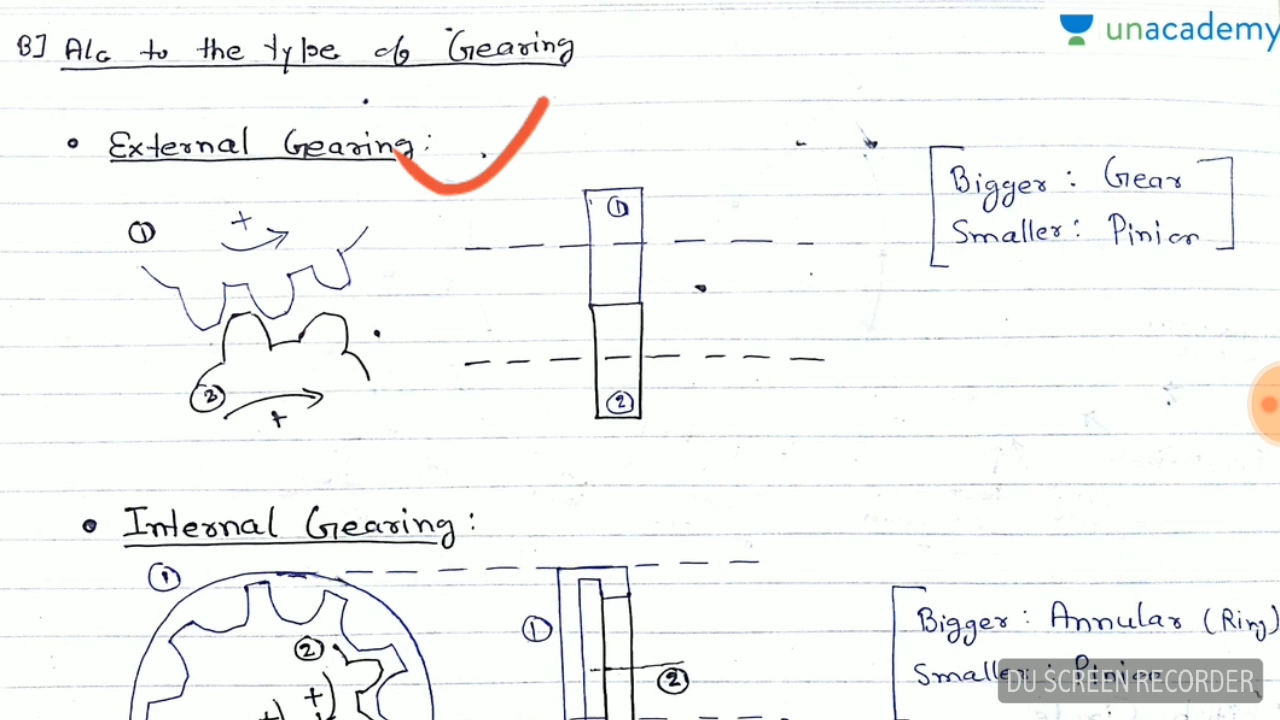 unacademy
B] A/c to the type of Gearing
• External Gearing:
Bigger: Gear
Smaller: Pinion
①
+
①
②
+
②
• Internal Gearing:
①
②
+
+
①
②
Bigger: Annular (Ring)
Smaller: Pinion
DU SCREEN RECORDER